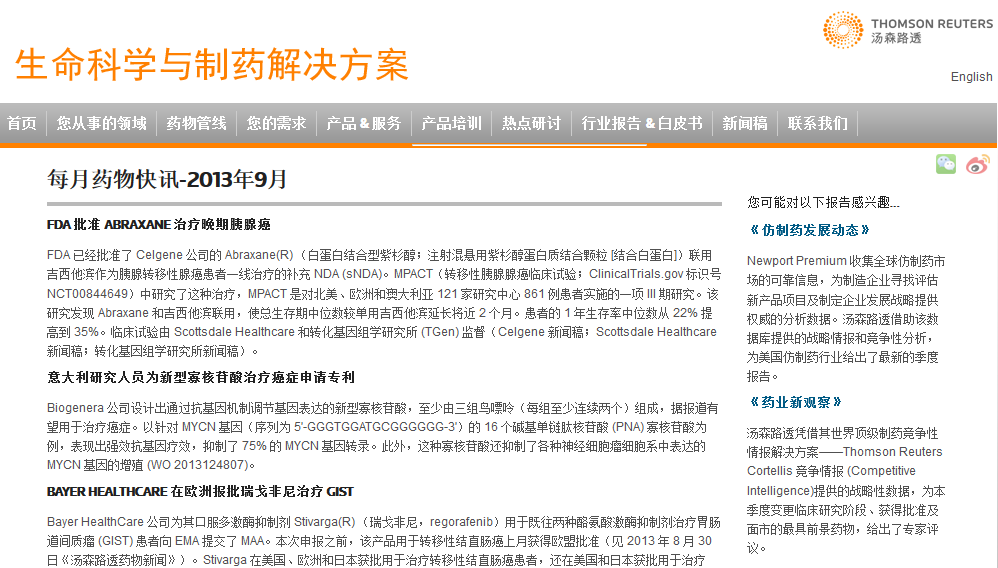 THOMSON REUTERS
汤森路透
生命科学与制药解决方案
English
首页 您从事的领域 药物管线 您的需求 产品 & 服务 产品培训 热点研讨 行业报告 & 白皮书 新闻稿 联系我们
每月药物快讯-2013年9月
FDA 批准 ABRAXANE 治疗晚期胰腺癌
FDA 已经批准了 Celgene 公司的 Abraxane(R) （白蛋白结合型紫杉醇；注射混悬用紫杉醇蛋白质结合颗粒 [结合白蛋白]）联用
吉西他滨作为胰腺转移性腺癌患者一线治疗的补充 NDA (sNDA)。MPACT（转移性胰腺腺癌临床试验；ClinicalTrials.gov 标识号
NCT00844649）中研究了这种治疗，MPACT 是对北美、欧洲和澳大利亚 121 家研究中心 861 例患者实施的一项 III 期研究。该
研究发现 Abraxane 和吉西他滨联用，使总生存期中位数较单用吉西他滨延长将近 2 个月。患者的 1 年生存率中位数从 22% 提
高到 35%。临床试验由 Scottsdale Healthcare 和转化基因组学研究所 (TGen) 监督（Celgene 新闻稿；Scottsdale Healthcare
新闻稿；转化基因组学研究所新闻稿）。
意大利研究人员为新型寡核苷酸治疗癌症申请专利
Biogenera 公司设计出通过抗基因机制调节基因表达的新型寡核苷酸，至少由三组鸟嘌呤（每组至少连续两个）组成，据报道有
望用于治疗癌症。以针对 MYCN 基因（序列为 5'-GGGTGGATGCGGGGGG-3'）的 16 个碱基单链肽核苷酸 (PNA) 寡核苷酸为
例，表现出强效抗基因疗效，抑制了 75% 的 MYCN 基因转录。此外，这种寡核苷酸还抑制了各种神经细胞瘤细胞系中表达的
MYCN 基因的增殖 (WO 2013124807)。
BAYER HEALTHCARE 在欧洲报批瑞戈非尼治疗 GIST
Bayer HealthCare 公司为其口服多激酶抑制剂 Stivarga(R) （瑞戈非尼，regorafenib）用于既往两种酪氨酸激酶抑制剂治疗胃肠
道间质瘤 (GIST) 患者向 EMA 提交了 MAA。本次申报之前，该产品用于转移性结直肠癌上月获得欧盟批准（见 2013 年 8 月 30
日《汤森路透药物新闻》）。Stivarga 在美国、欧洲和日本获批用于治疗转移性结直肠癌患者，还在美国和日本获批用于治疗
您可能对以下报告感兴趣...
《仿制药发展动态》
Newport Premium 收集全球仿制药市
场的可靠信息，为制造企业寻找评估
新产品项目及制定企业发展战略提供
权威的分析数据。汤森路透借助该数
据库提供的战略情报和竞争性分析，
为美国仿制药行业给出了最新的季度
报告。
《药业新观察》
汤森路透凭借其世界顶级制药竞争性
情报解决方案——Thomson Reuters
Cortellis 竞争情报 (Competitive
Intelligence)提供的战略性数据，为本
季度变更临床研究阶段、获得批准及
面市的最具前景药物，给出了专家评
议。